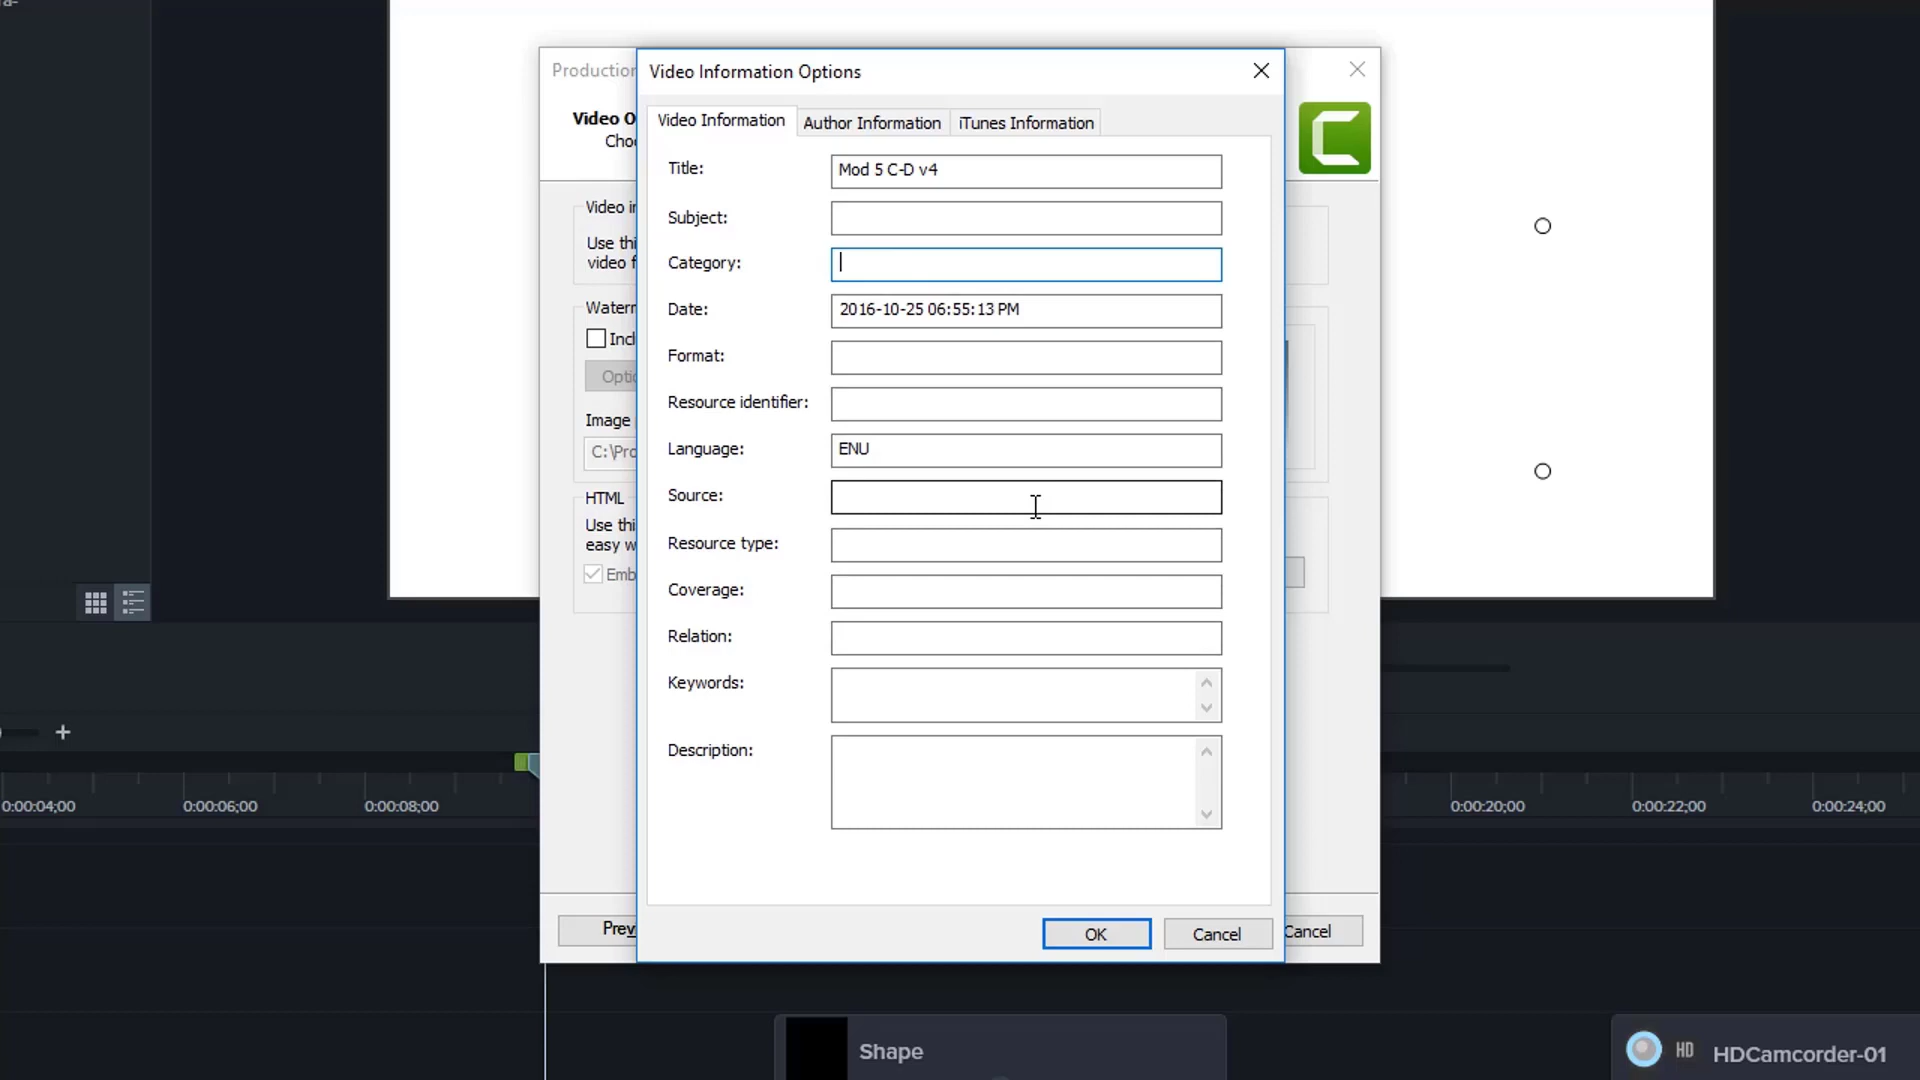 Production
Video Information Options
Video O
Choo
Video Information
Author Information
iTunes Information
Title:
Mod 5 C-D v4
Subject:
Category:
Date:
2016-10-25 06:55:13 PM
Format:
Resource identifier:
Language:
ENU
Source:
Resource type:
Coverage:
Relation:
Keywords:
Description:
OK
Cancel
Video in
Use thi
video f
Waterm
Incl
Optio
Image
C:\Pro
HTML
Use thi
easy w
Emb
Prev
Cancel
0:00:04;00
0:00:06;00
0:00:08;00
0:00:20;00
0:00:22;00
0:00:24;00
Shape
HD
HDCamcorder-01